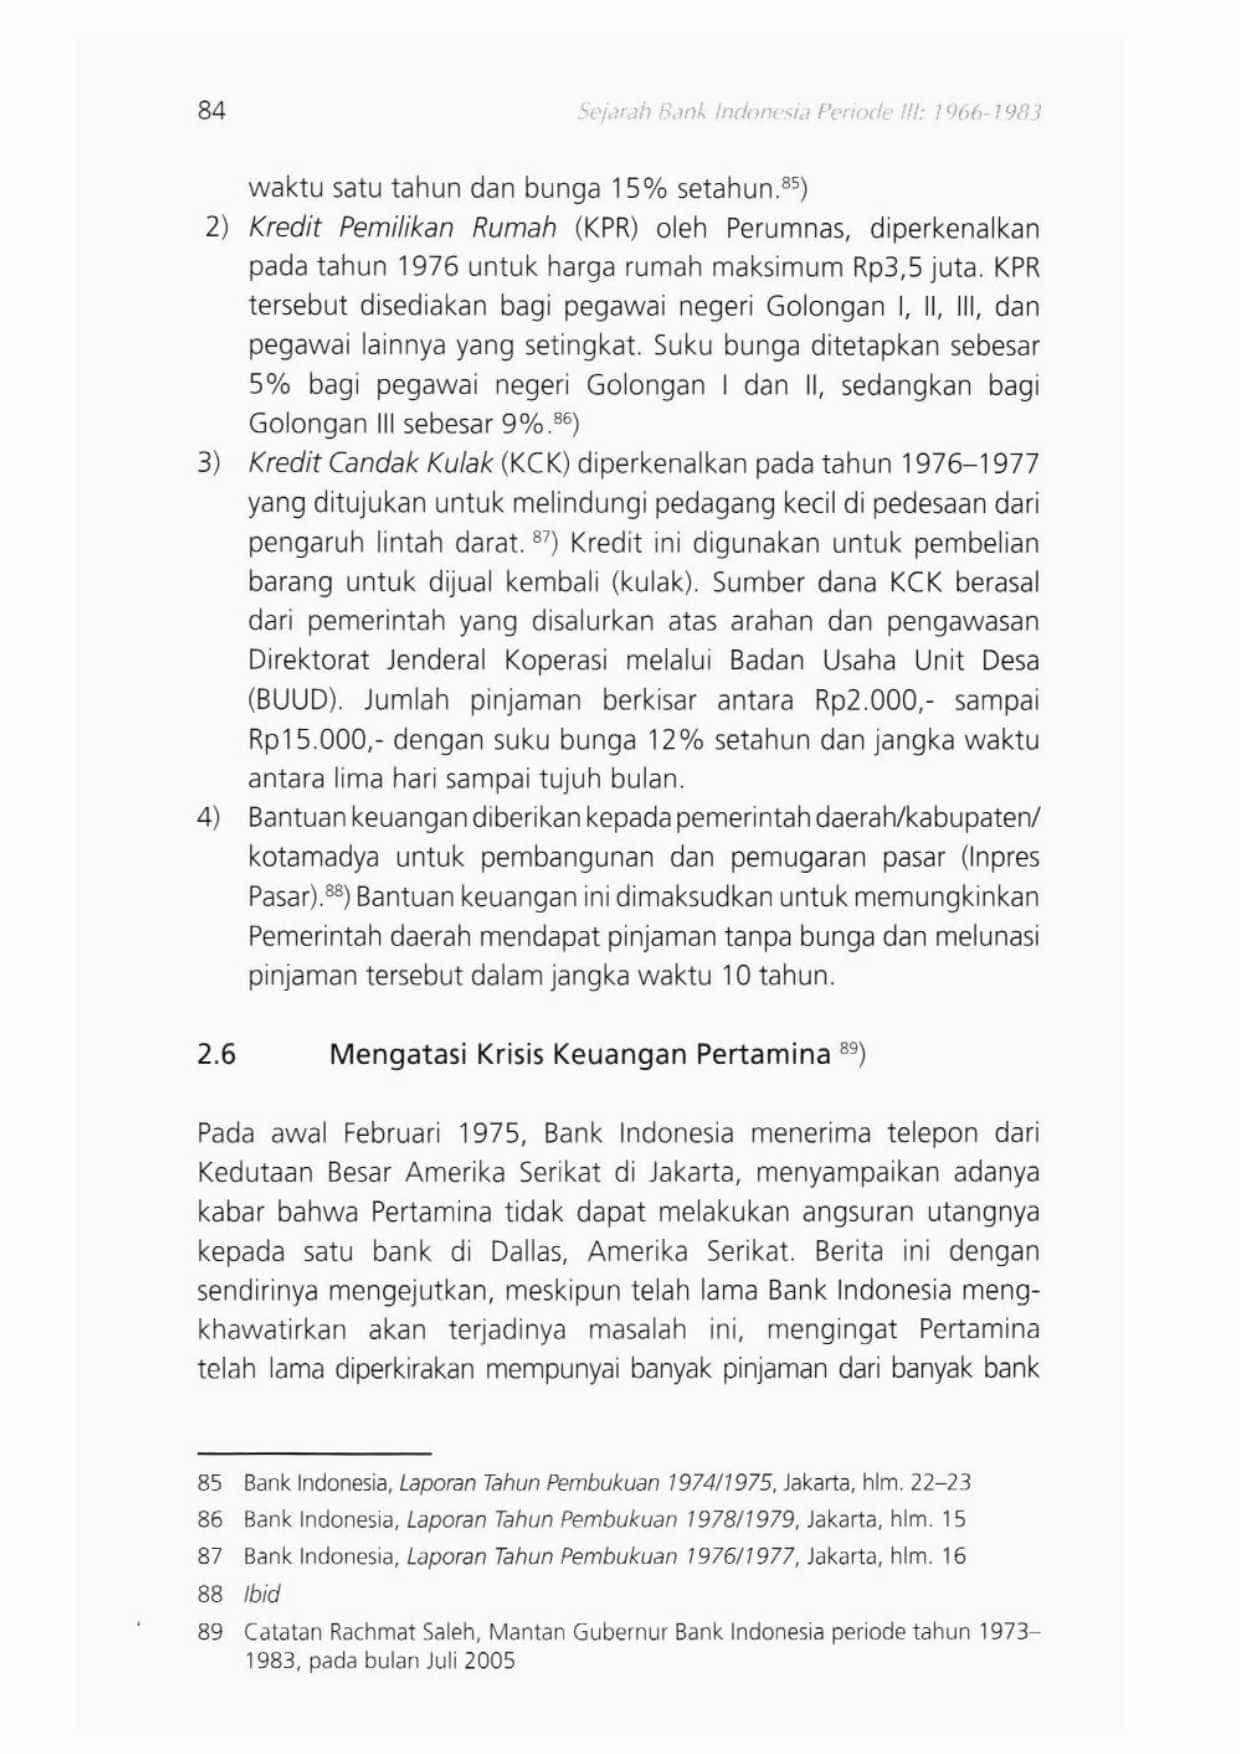 84 Sejarah Bank Indonesia Periode III: 1966-1983
waktu satu tahun dan bunga 15% setahun.⁸⁵)
2) Kredit Pemilikan Rumah (KPR) oleh Perumnas, diperkenalkan
pada tahun 1976 untuk harga rumah maksimum Rp3,5 juta. KPR
tersebut disediakan bagi pegawai negeri Golongan I, II, III, dan
pegawai lainnya yang setingkat. Suku bunga ditetapkan sebesar
5% bagi pegawai negeri Golongan I dan II, sedangkan bagi
Golongan III sebesar 9%.⁸⁶)
3) Kredit Candak Kulak (KCK) diperkenalkan pada tahun 1976–1977
yang ditujukan untuk melindungi pedagang kecil di pedesaan dari
pengaruh lintah darat. ⁸⁷) Kredit ini digunakan untuk pembelian
barang untuk dijual kembali (kulak). Sumber dana KCK berasal
dari pemerintah yang disalurkan atas arahan dan pengawasan
Direktorat Jenderal Koperasi melalui Badan Usaha Unit Desa
(BUUD). Jumlah pinjaman berkisar antara Rp2.000,- sampai
Rp15.000,- dengan suku bunga 12% setahun dan jangka waktu
antara lima hari sampai tujuh bulan.
4) Bantuan keuangan diberikan kepada pemerintah daerah/kabupaten/
kotamadya untuk pembangunan dan pemugaran pasar (Inpres
Pasar).⁸⁸) Bantuan keuangan ini dimaksudkan untuk memungkinkan
Pemerintah daerah mendapat pinjaman tanpa bunga dan melunasi
pinjaman tersebut dalam jangka waktu 10 tahun.
2.6 Mengatasi Krisis Keuangan Pertamina ⁸⁹)
Pada awal Februari 1975, Bank Indonesia menerima telepon dari
Kedutaan Besar Amerika Serikat di Jakarta, menyampaikan adanya
kabar bahwa Pertamina tidak dapat melakukan angsuran utangnya
kepada satu bank di Dallas, Amerika Serikat. Berita ini dengan
sendirinya mengejutkan, meskipun telah lama Bank Indonesia meng-
khawatirkan akan terjadinya masalah ini, mengingat Pertamina
telah lama diperkirakan mempunyai banyak pinjaman dari banyak bank
85 Bank Indonesia, Laporan Tahun Pembukuan 1974/1975, Jakarta, hlm. 22–23
86 Bank Indonesia, Laporan Tahun Pembukuan 1978/1979, Jakarta, hlm. 15
87 Bank Indonesia, Laporan Tahun Pembukuan 1976/1977, Jakarta, hlm. 16
88 Ibid
89 Catatan Rachmat Saleh, Mantan Gubernur Bank Indonesia periode tahun 1973–
1983, pada bulan Juli 2005